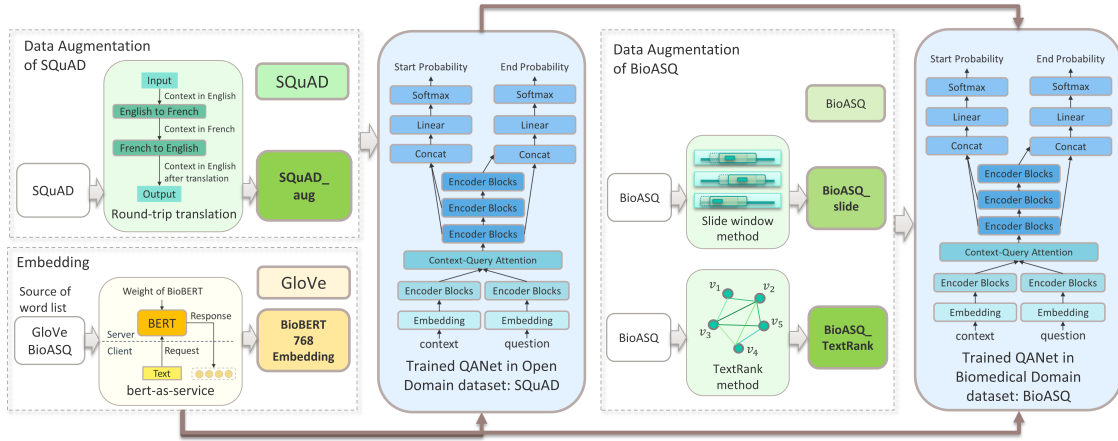 Data Augmentation
of SQuAD
SQuAD
Input
Context in English
English to French
Context in French
French to English
Context in English
after translation
Output
Round-trip translation
SQuAD
SQuAD_
aug
Embedding
Source of
word list
GloVe
BioASQ
Weight of BioBERT
BERT
Response
Server
Client
Request
Text
bert-as-service
GloVe
BioBERT
768
Embedding
Start Probability
End Probability
Softmax
Softmax
Linear
Linear
Concat
Concat
Encoder Blocks
Encoder Blocks
Encoder Blocks
Context-Query Attention
Encoder Blocks
Encoder Blocks
Embedding
Embedding
context
question
Trained QANet in Open
Domain dataset: SQuAD
Data Augmentation
of BioASQ
BioASQ
BioASQ
Slide window
method
BioASQ_
slide
BioASQ
v1
v2
v3
v4
v5
TextRank
method
BioASQ_
TextRank
Start Probability
End Probability
Softmax
Softmax
Linear
Linear
Concat
Concat
Encoder Blocks
Encoder Blocks
Encoder Blocks
Context-Query Attention
Encoder Blocks
Encoder Blocks
Embedding
Embedding
context
question
Trained QANet in
Biomedical Domain
dataset: BioASQ